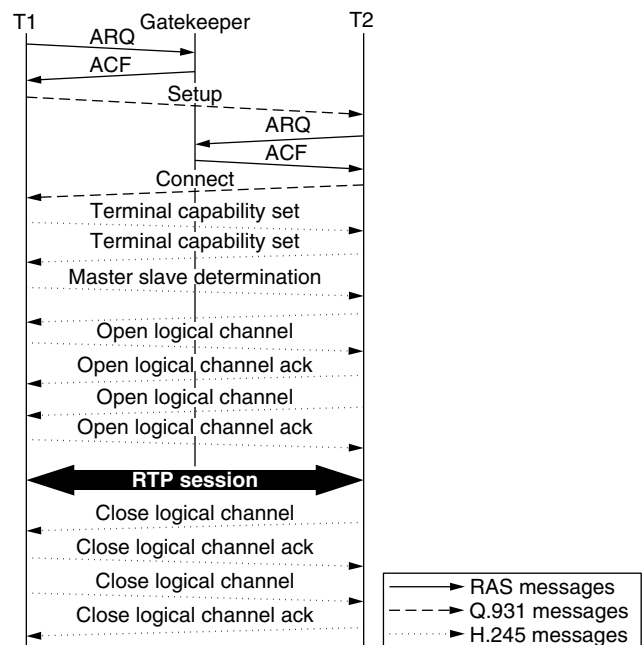 T1 Gatekeeper T2
ARQ
ACF
Setup
ARQ
ACF
Connect
Terminal capability set
Terminal capability set
Master slave determination
Open logical channel
Open logical channel ack
Open logical channel
Open logical channel ack
RTP session
Close logical channel
Close logical channel ack
Close logical channel
Close logical channel ack
RAS messages
Q.931 messages
H.245 messages